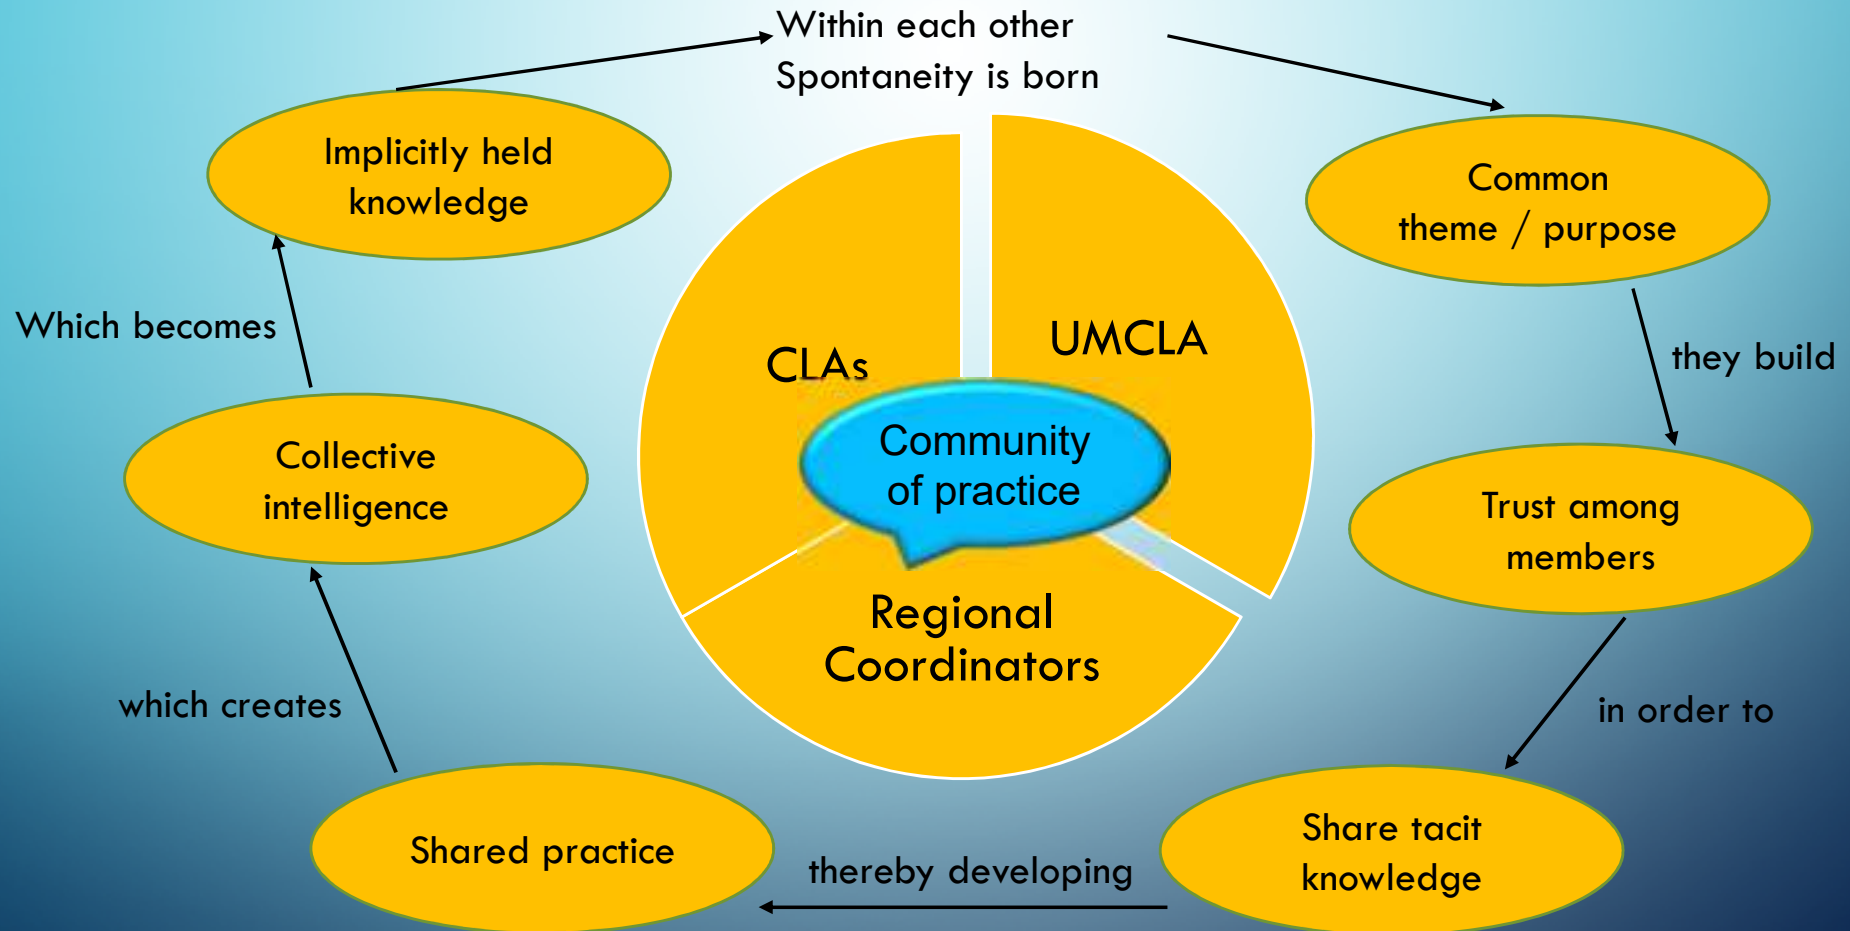 Within each other
Spontaneity is born
Implicitly held
knowledge
Common
theme / purpose
Which becomes
CLAs
UMCLA
they build
Community
of practice
Collective
intelligence
Trust among
members
Regional
Coordinators
which creates
in order to
Shared practice
thereby developing
Share tacit
knowledge